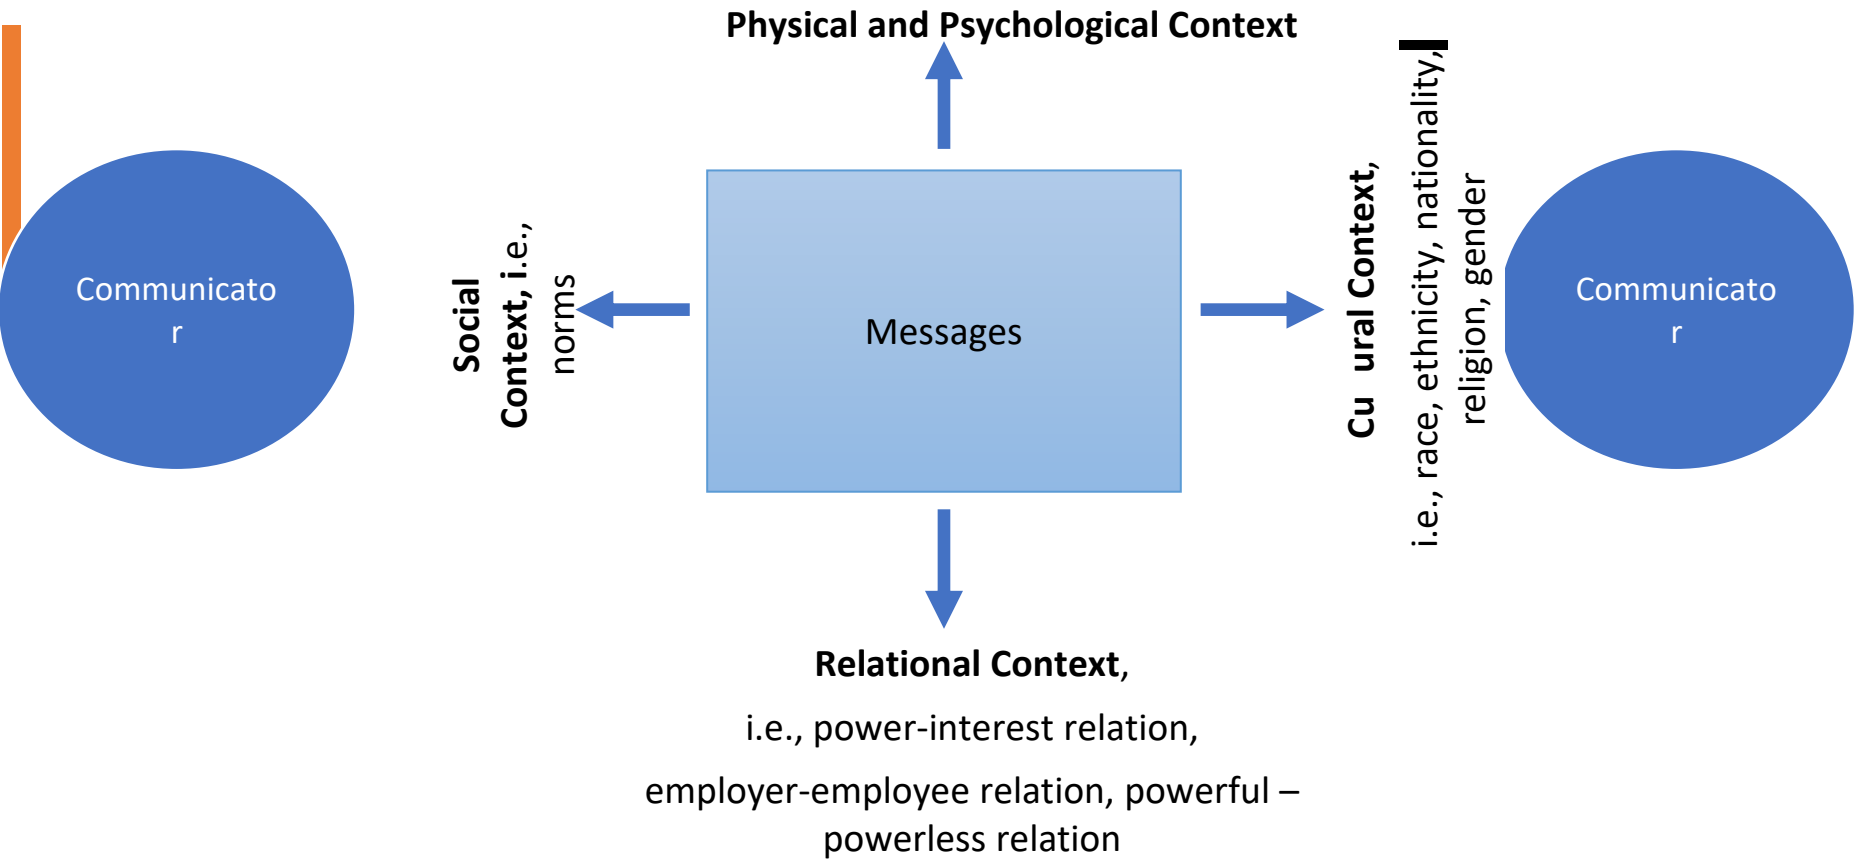 Physical and Psychological Context
Communicato
r
Social
Context, i.e.,
norms
Messages
Cu ural Context,
i.e., race, ethnicity, nationality,
religion, gender
Communicato
r
Relational Context,
i.e., power-interest relation,
employer-employee relation, powerful –
powerless relation